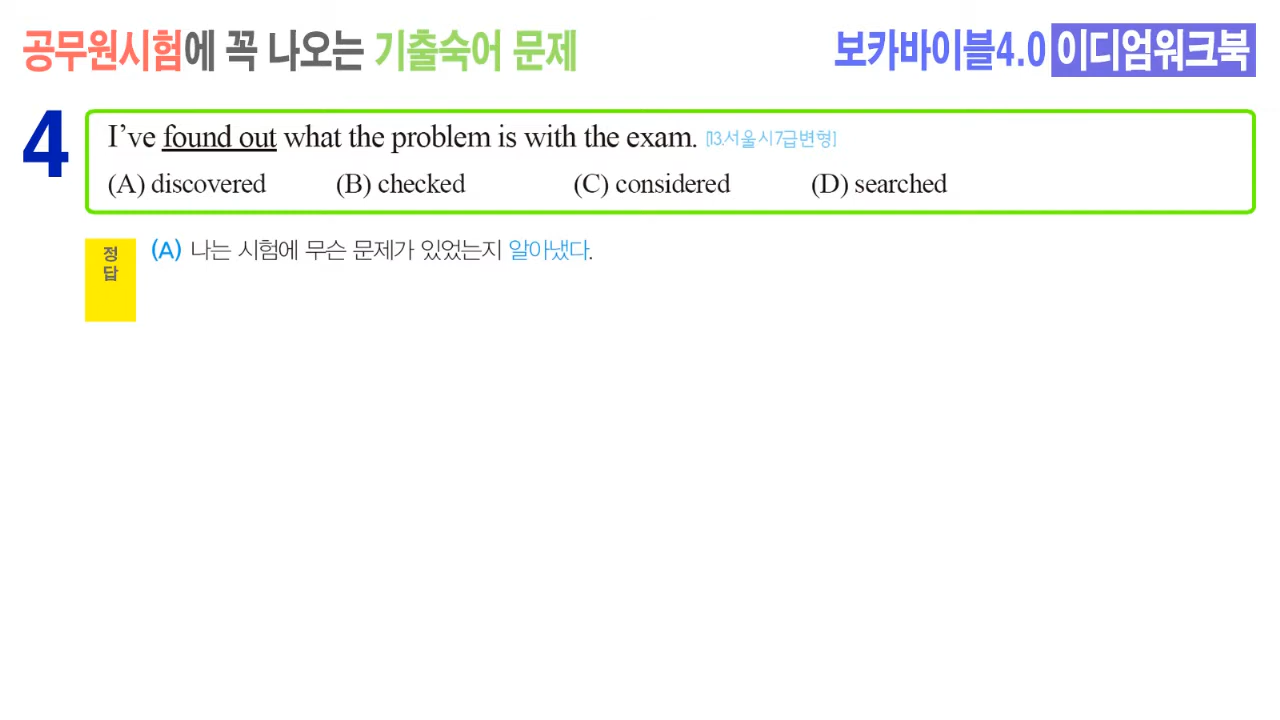 공무원시험에 꼭 나오는 기출숙어 문제
보카바이블4.0 이디엄워크북
4
I’ve found out what the problem is with the exam. [13.서울시7급변형]
(A) discovered (B) checked (C) considered (D) searched
정
답
(A) 나는 시험에 무슨 문제가 있었는지 알아냈다.